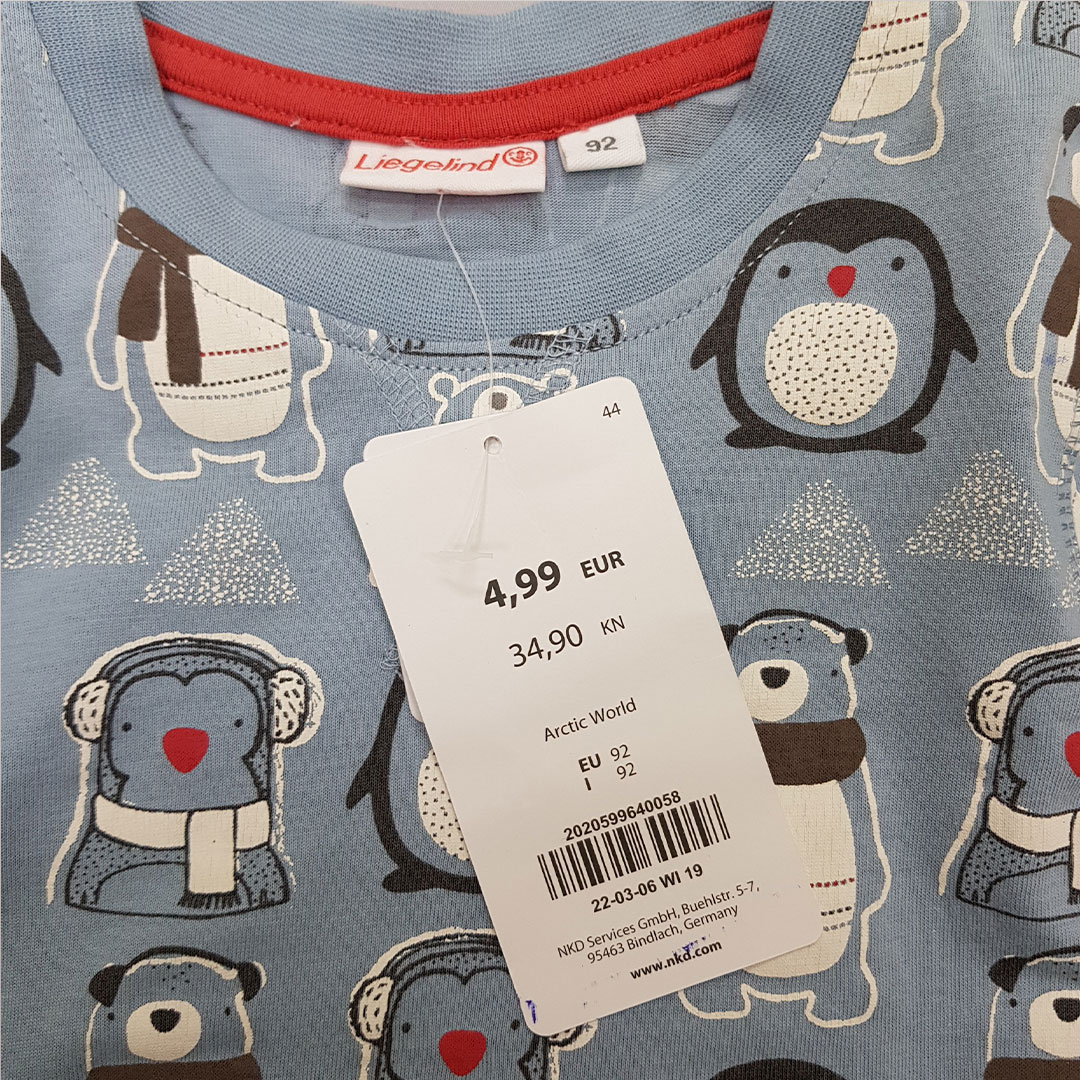 Liegelind
92
44
4,99 EUR
34,90 KN
Arctic World
EU 92
I 92
2020599640058
22-03-06 WI 19
NKD Services GmbH, Buehlstr. 5-7,
95463 Bindlach, Germany
www.nkd.com